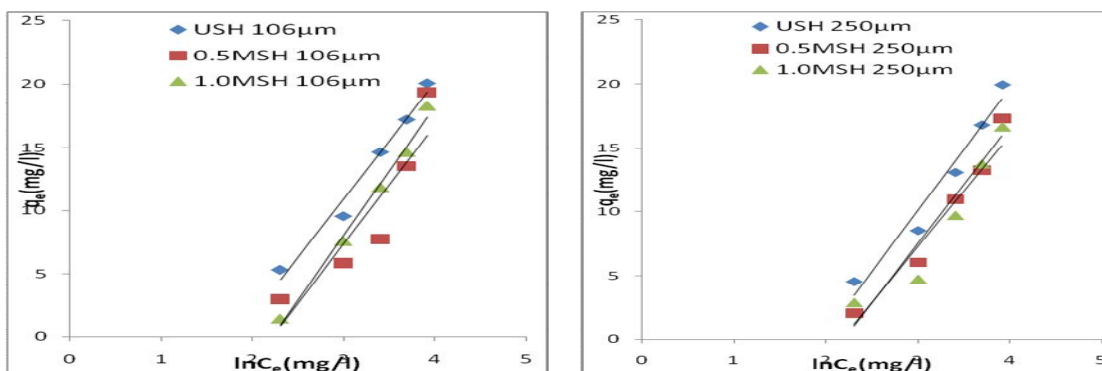 25
20
15
10
5
0
qe(mg/l)
USH 106μm
0.5MSH 106μm
1.0MSH 106μm
0 1 2 3 4 5
lnCe(mg/l)
25
20
15
10
5
0
qe(mg/l)
USH 250μm
0.5MSH 250μm
1.0MSH 250μm
0 1 2 3 4 5
lnCe(mg/l)